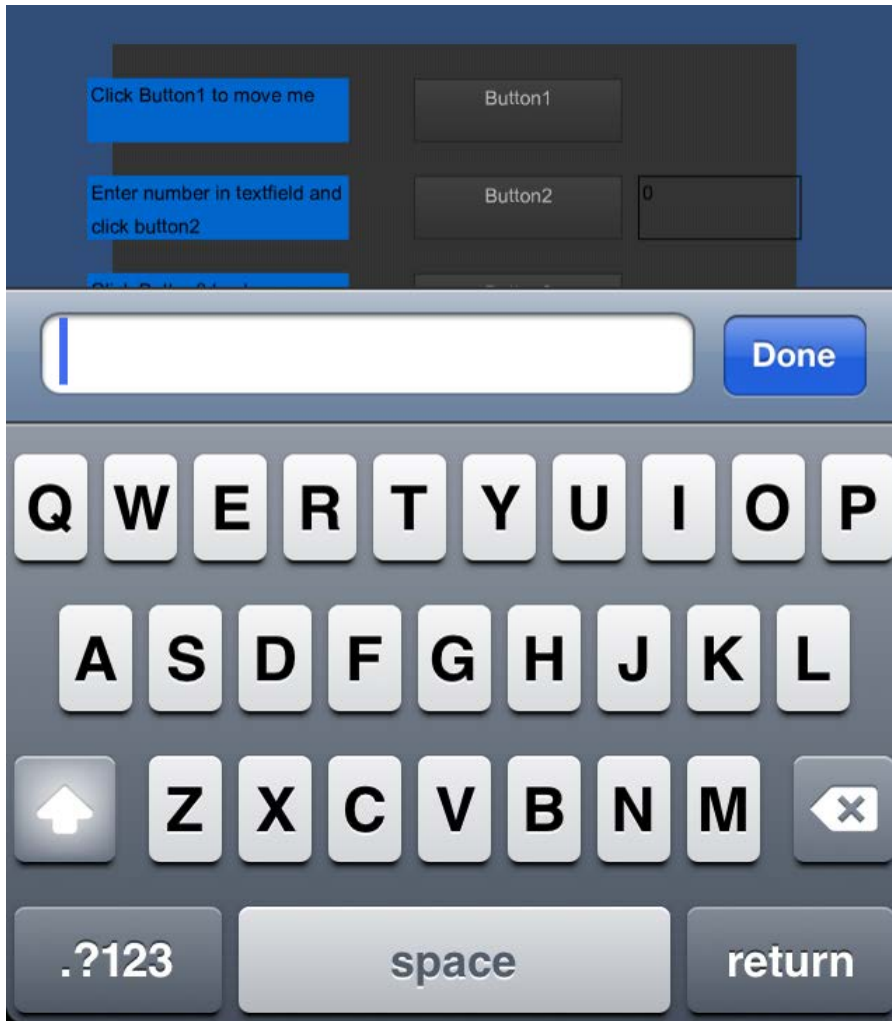 Click Button1 to move me
Button1
Enter number in textfield and
click button2
Button2
0
Done
Q W E R T Y U I O P
A S D F G H J K L
Z X C V B N M
.?123 space return